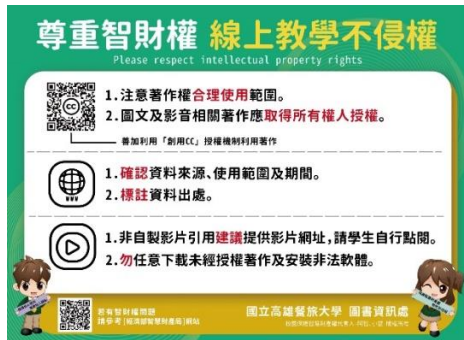 尊重智財權 線上教學不侵權
Please respect intellectual property rights
CC
1.注意著作權合理使用範圍。
2.圖文及影音相關著作應取得所有權人授權。
善加利用「創用CC」授權機制利用著作
WWW
1.確認資料來源、使用範圍及期間。
2.標註資料出處。
1.非自製影片引用建議提供影片網址,請學生自行點閱。
2.勿任意下載未經授權著作及安裝非法軟體。
若有智財權問題
請參考[經濟部智慧財產局]網站
國立高雄餐旅大學 圖書資訊處